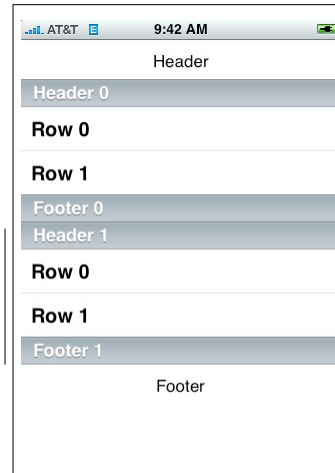 AT&T E 9:42 AM
Header
Header 0
Row 0
Row 1
Footer 0
Header 1
Row 0
Row 1
Footer 1
Footer